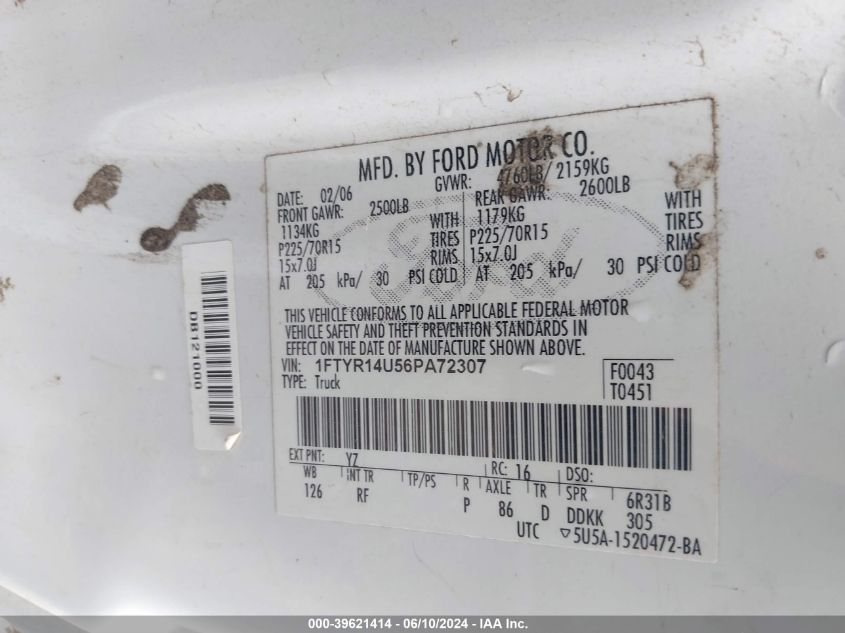 MFD. BY FORD MOTOR CO.
DATE: 02/06 GVWR: 4760LB/ 2159KG
FRONT GAWR: 2500LB REAR GAWR: 2600LB
1134KG WITH 1179KG WITH
P225/70R15 TIRES P225/70R15 TIRES
15x7.0J RIMS 15x7.0J RIMS
AT 205 kPa/ 30 PSI COLD AT 205 kPa/ 30 PSI COLD
Ford
THIS VEHICLE CONFORMS TO ALL APPLICABLE FEDERAL MOTOR
VEHICLE SAFETY AND THEFT PREVENTION STANDARDS IN
EFFECT ON THE DATE OF MANUFACTURE SHOWN ABOVE.
VIN: 1FTYR14U56PA72307
TYPE: Truck
F0043
T0451
EXT PNT: YZ RC: 16 DSO:
WB INT TR TP/PS R AXLE TR SPR 6R31B
126 RF P 86 D DDKK 305
UTC ▽5U5A-1520472-BA
DB121000
000-39621414 - 06/10/2024 - IAA Inc.